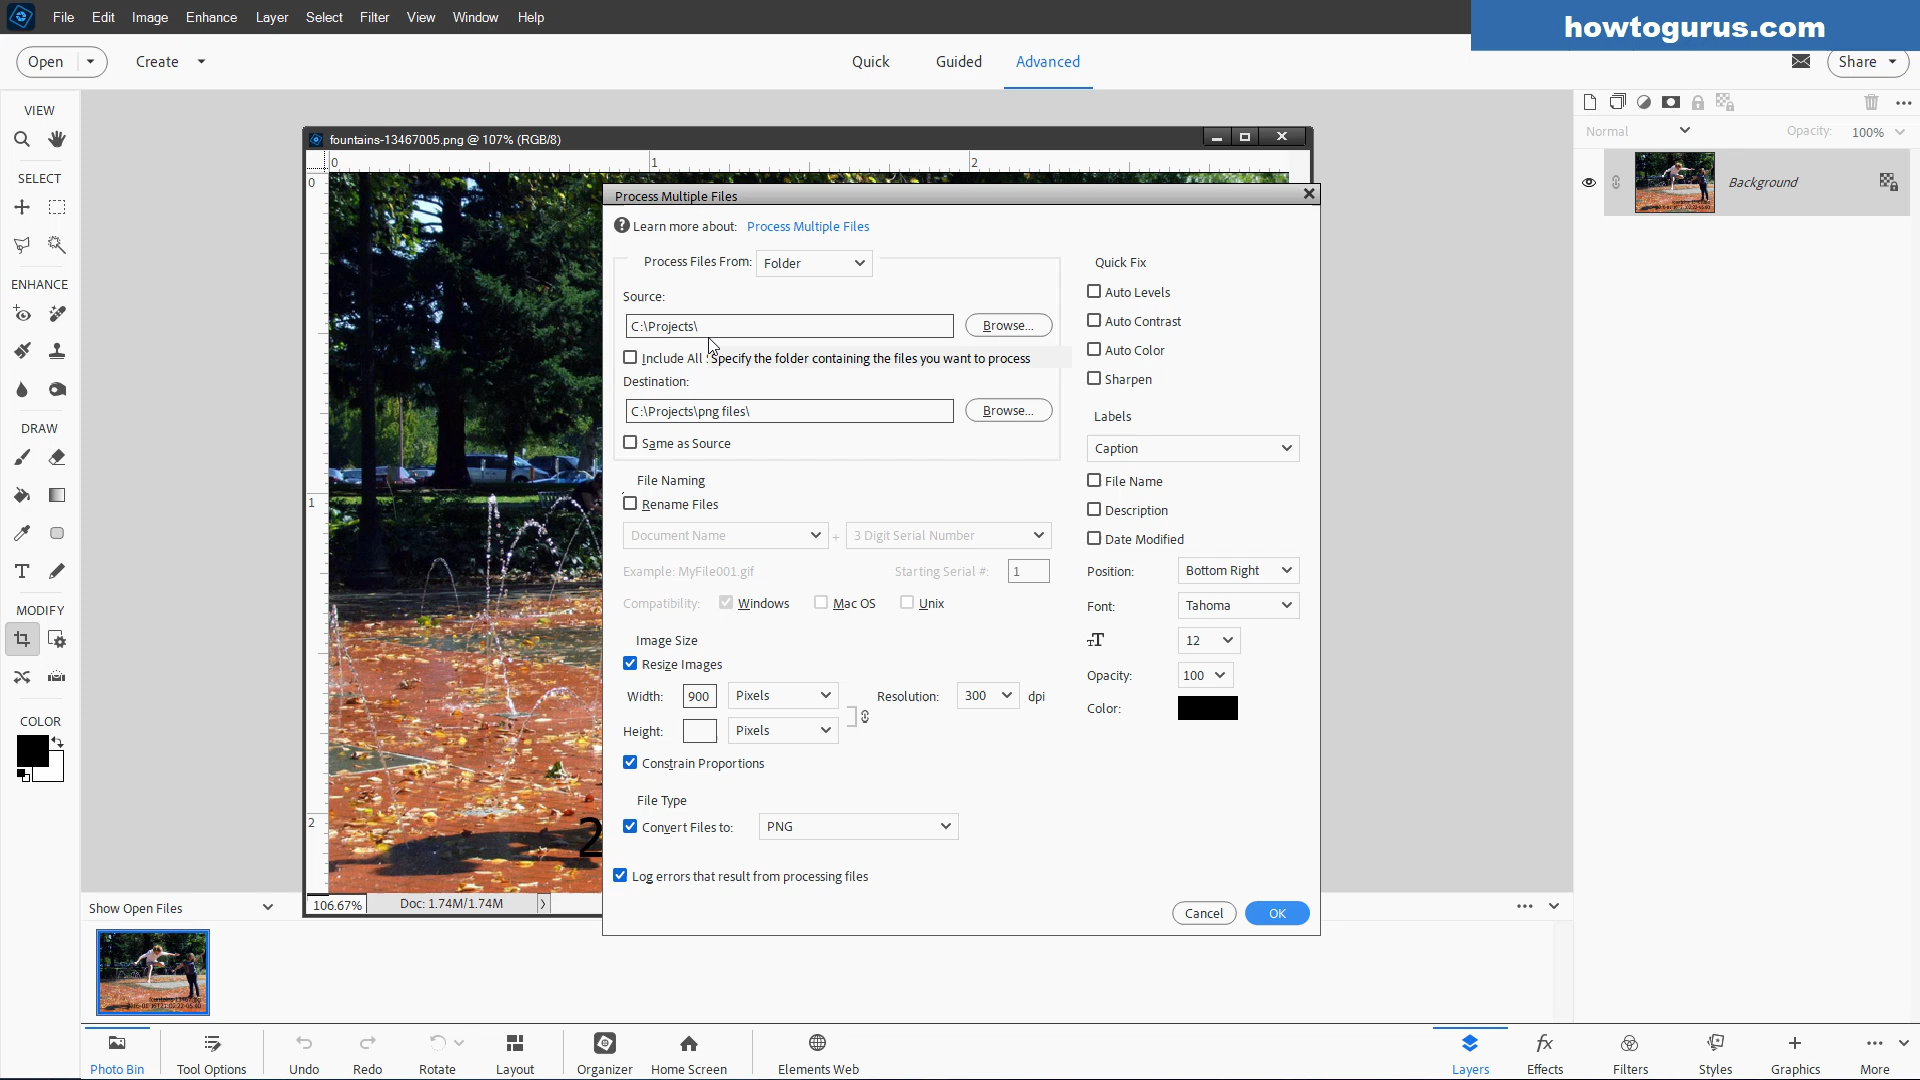 File Edit Image Enhance Layer Select Filter View Window Help
howtogurus.com
Open Create Quick Guided Advanced Share
VIEW
SELECT
ENHANCE
DRAW
MODIFY
COLOR
fountains-13467005.png @ 107% (RGB/8)
0 1 2
0
1
2
2
106.67% Doc: 1.74M/1.74M
Process Multiple Files
Learn more about: Process Multiple Files
Process Files From: Folder
Source:
C:\Projects\ Browse...
Include All Specify the folder containing the files you want to process
Destination:
C:\Projects\png files\ Browse...
Same as Source
File Naming
Rename Files
Document Name + 3 Digit Serial Number
Example: MyFile001.gif Starting Serial #: 1
Compatibility: Windows Mac OS Unix
Image Size
Resize Images
Width: 900 Pixels Resolution: 300 dpi
Height: Pixels
Constrain Proportions
File Type
Convert Files to: PNG
Log errors that result from processing files
Quick Fix
Auto Levels
Auto Contrast
Auto Color
Sharpen
Labels
Caption
File Name
Description
Date Modified
Position: Bottom Right
Font: Tahoma
12
Opacity: 100
Color:
Cancel OK
Normal Opacity: 100%
Background
Show Open Files
Photo Bin Tool Options Undo Redo Rotate Layout Organizer Home Screen Elements Web Layers Effects Filters Styles Graphics More